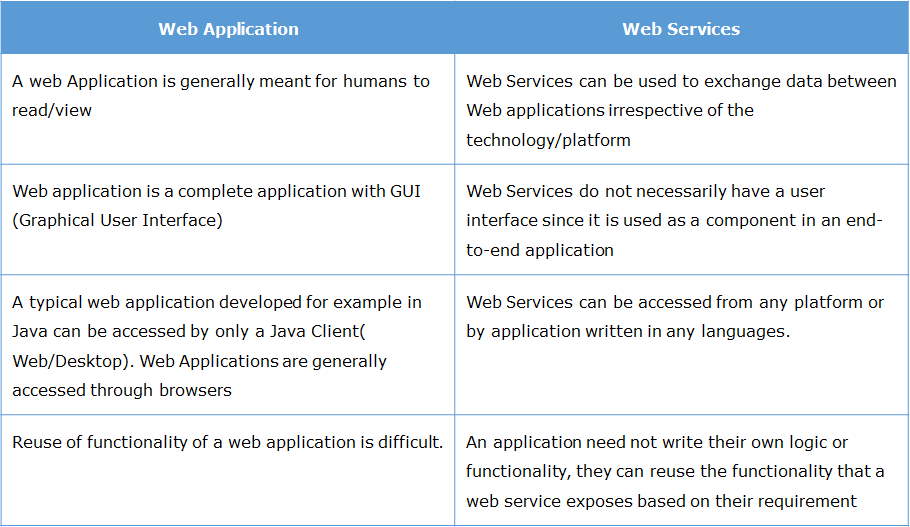 Web Application
Web Services
A web Application is generally meant for humans to
read/view
Web Services can be used to exchange data between
Web applications irrespective of the
technology/platform
Web application is a complete application with GUI
(Graphical User Interface)
Web Services do not necessarily have a user
interface since it is used as a component in an end-
to-end application
A typical web application developed for example in
Java can be accessed by only a Java Client(
Web/Desktop). Web Applications are generally
accessed through browsers
Web Services can be accessed from any platform or
by application written in any languages.
Reuse of functionality of a web application is difficult.
An application need not write their own logic or
functionality, they can reuse the functionality that a
web service exposes based on their requirement